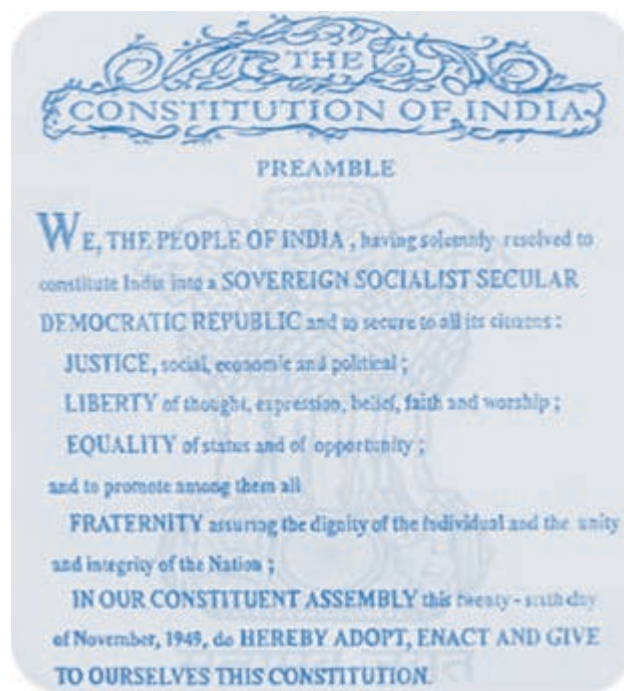 THE
CONSTITUTION OF INDIA
PREAMBLE
WE, THE PEOPLE OF INDIA, having solemnly resolved to
constitute India into a SOVEREIGN SOCIALIST SECULAR
DEMOCRATIC REPUBLIC and to secure to all its citizens :
JUSTICE, social, economic and political ;
LIBERTY of thought, expression, belief, faith and worship ;
EQUALITY of status and of opportunity ;
and to promote among them all
FRATERNITY assuring the dignity of the individual and the unity
and integrity of the Nation ;
IN OUR CONSTITUENT ASSEMBLY this twenty - sixth day
of November, 1949, do HEREBY ADOPT, ENACT AND GIVE
TO OURSELVES THIS CONSTITUTION.